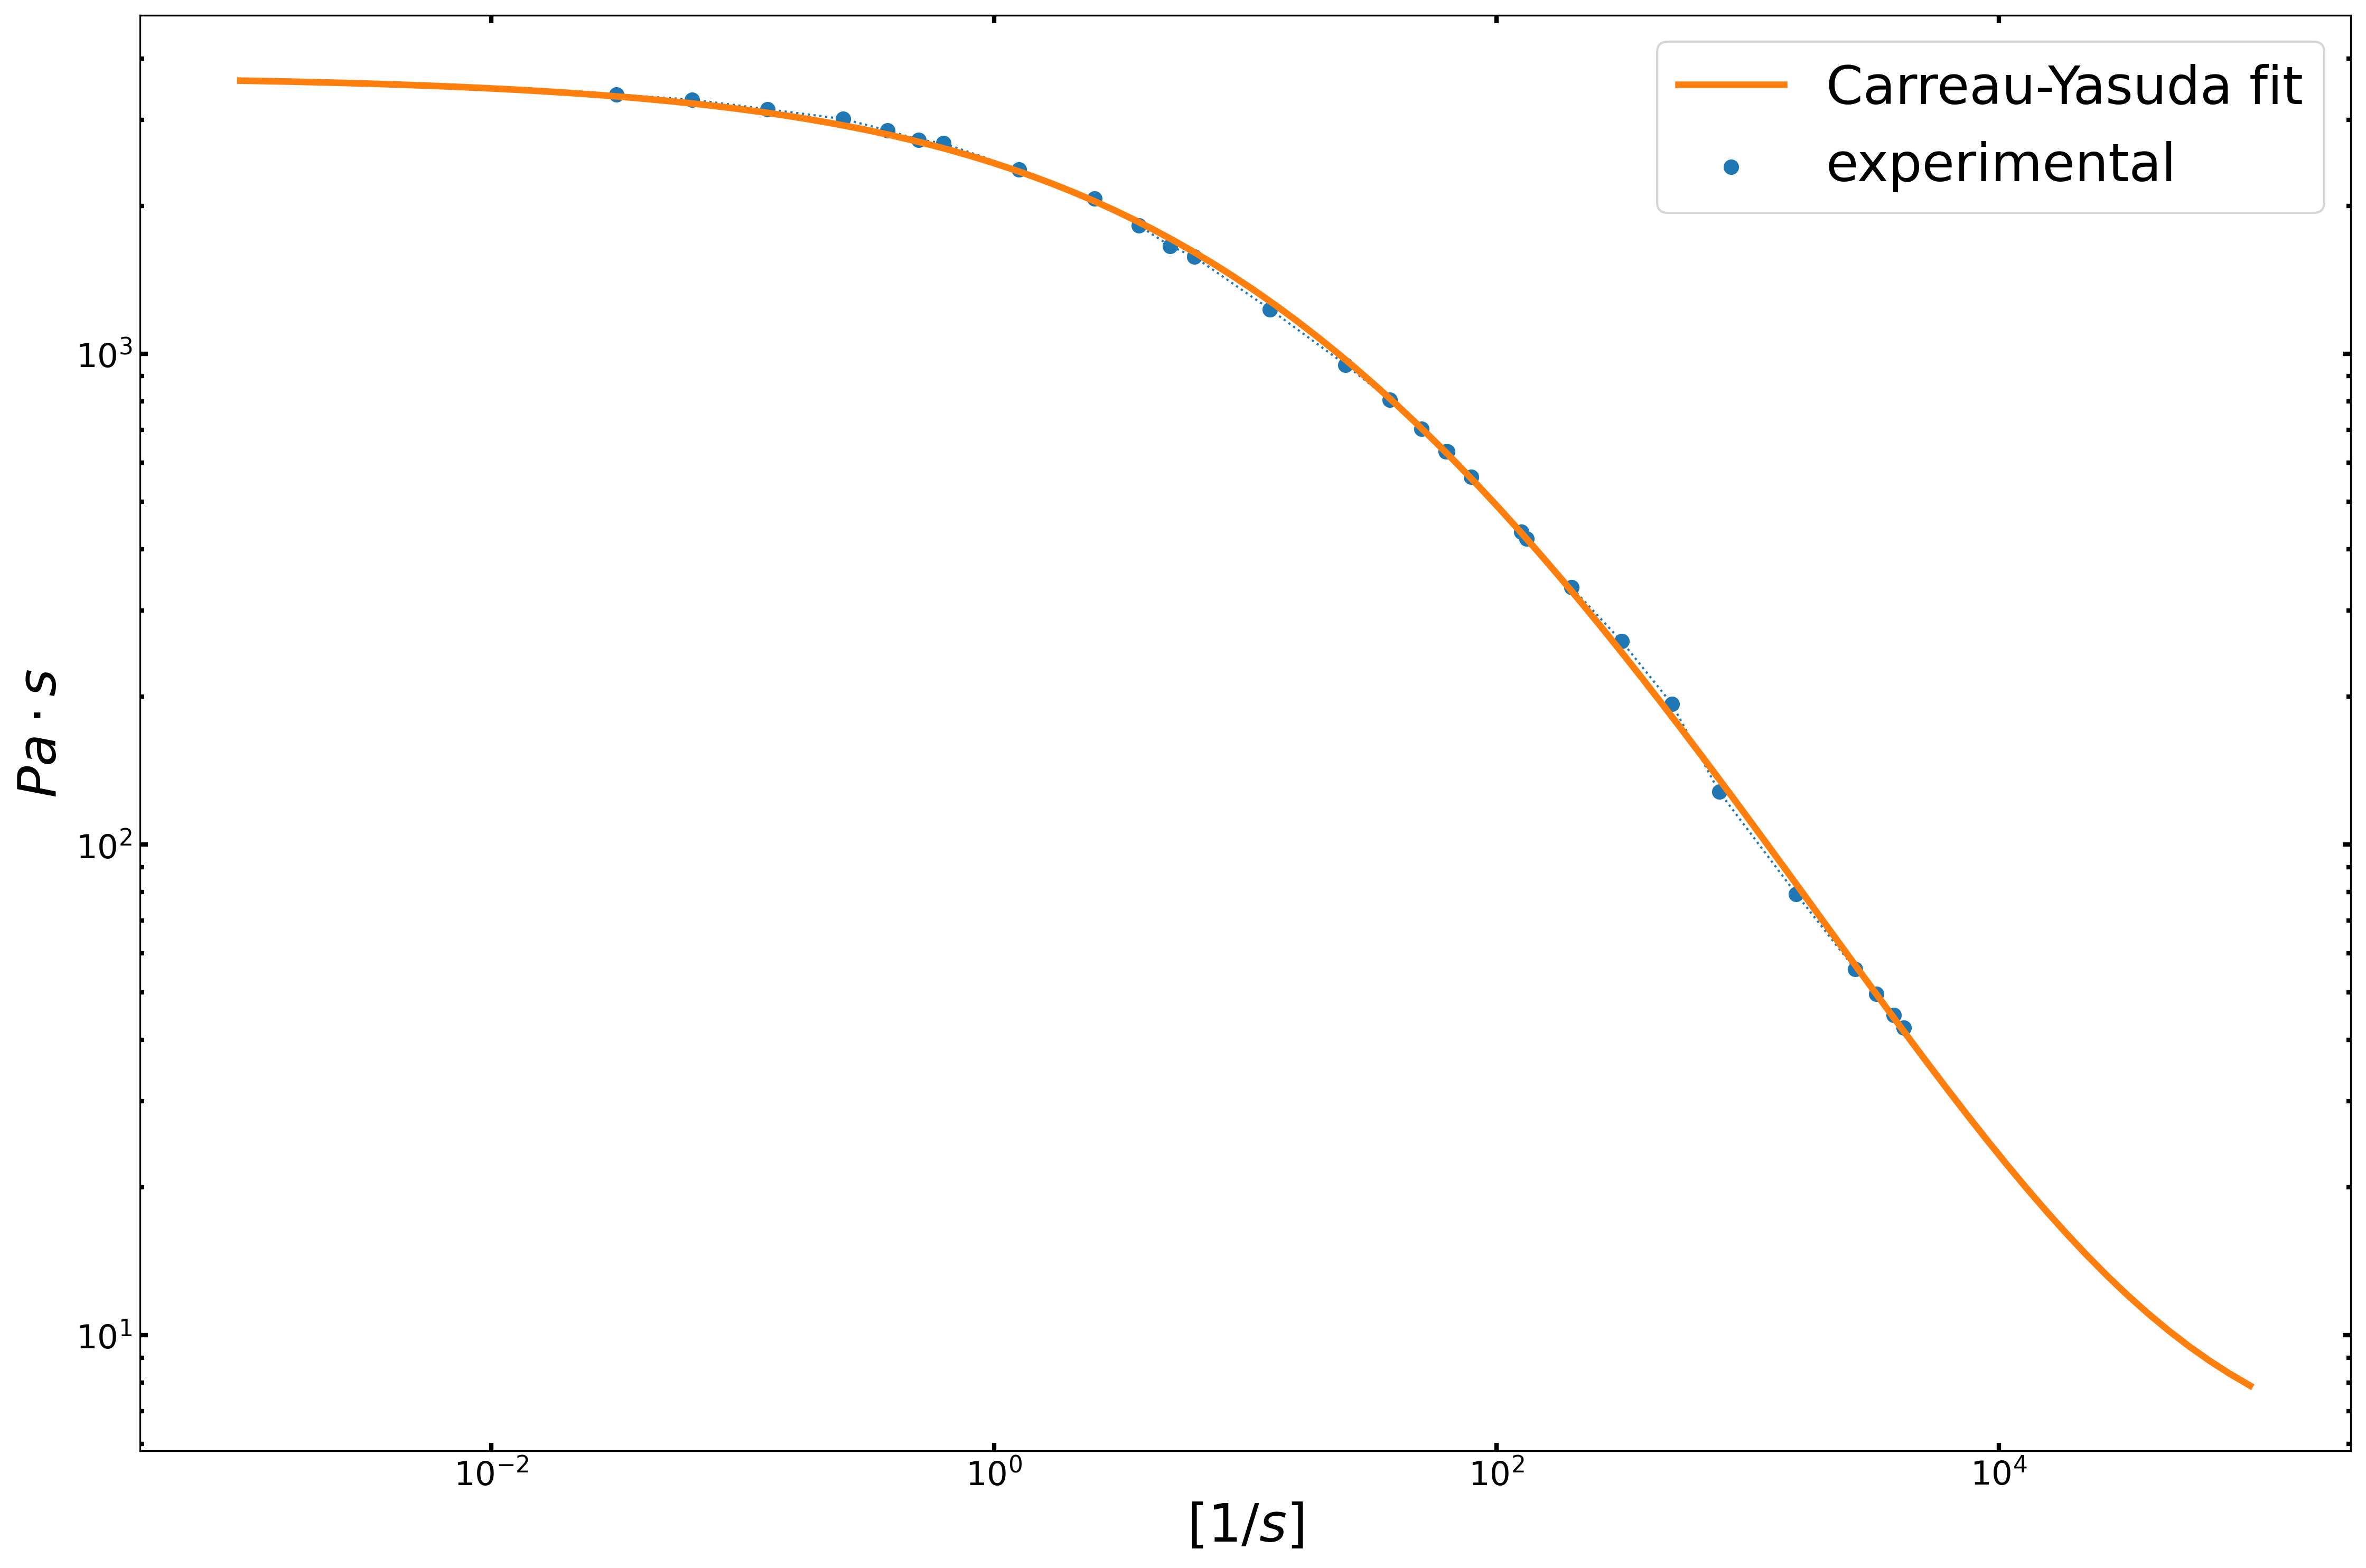 Carreau-Yasuda fit
experimental
10³
10²
10¹
Pa · s
10⁻²
10⁰
10²
10⁴
[1/s]